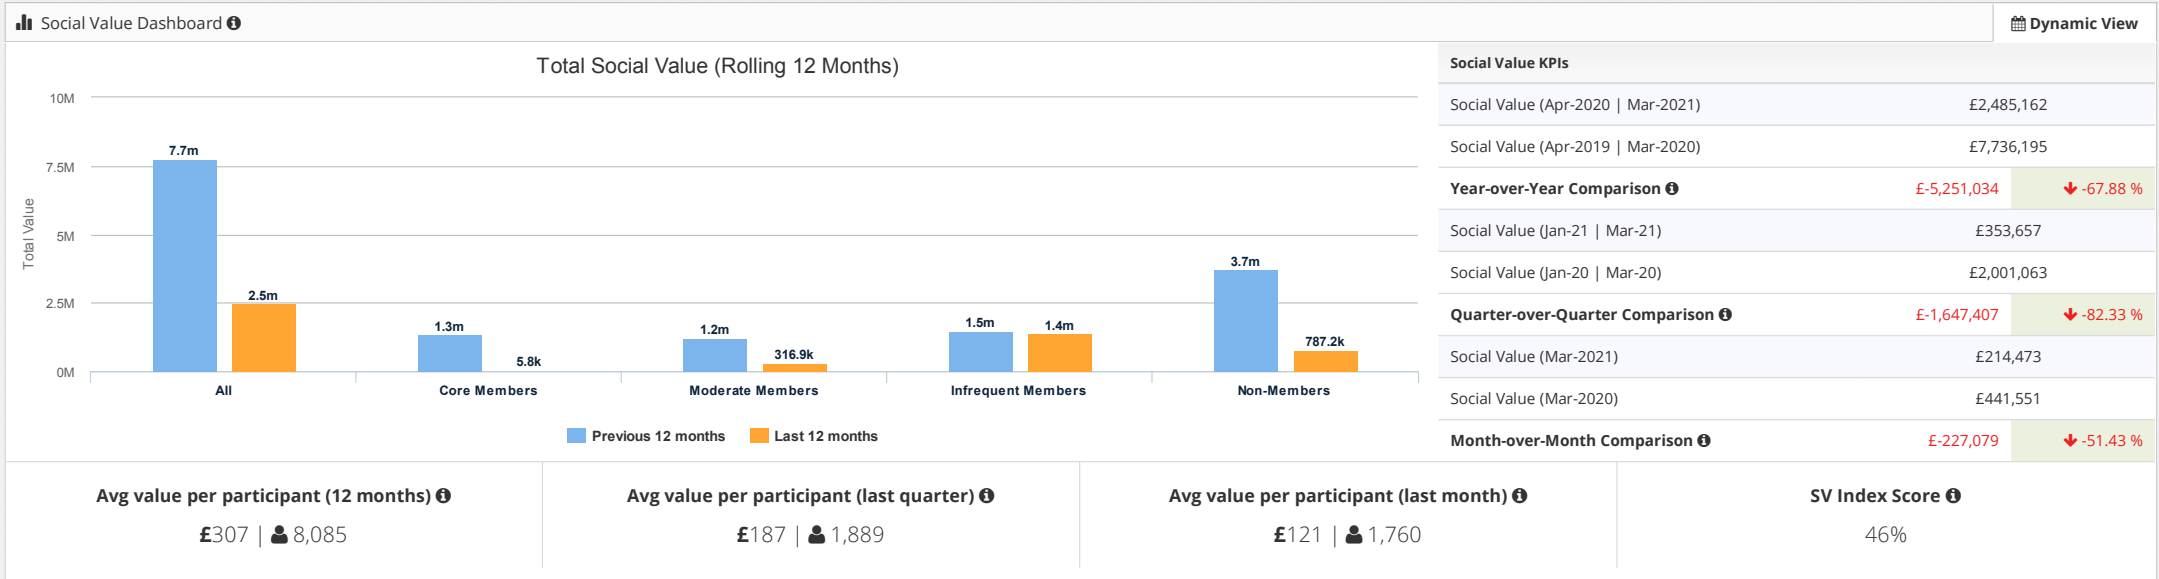 Social Value Dashboard
Dynamic View
Total Social Value (Rolling 12 Months)
Total Value
10M
7.5M
5M
2.5M
0M
7.7m
2.5m
1.3m
5.8k
1.2m
316.9k
1.5m
1.4m
3.7m
787.2k
All
Core Members
Moderate Members
Infrequent Members
Non-Members
Previous 12 months
Last 12 months
Social Value KPIs
Social Value (Apr-2020 | Mar-2021) £2,485,162
Social Value (Apr-2019 | Mar-2020) £7,736,195
Year-over-Year Comparison £-5,251,034 -67.88 %
Social Value (Jan-21 | Mar-21) £353,657
Social Value (Jan-20 | Mar-20) £2,001,063
Quarter-over-Quarter Comparison £-1,647,407 -82.33 %
Social Value (Mar-2021) £214,473
Social Value (Mar-2020) £441,551
Month-over-Month Comparison £-227,079 -51.43 %
Avg value per participant (12 months)
£307 | 8,085
Avg value per participant (last quarter)
£187 | 1,889
Avg value per participant (last month)
£121 | 1,760
SV Index Score
46%